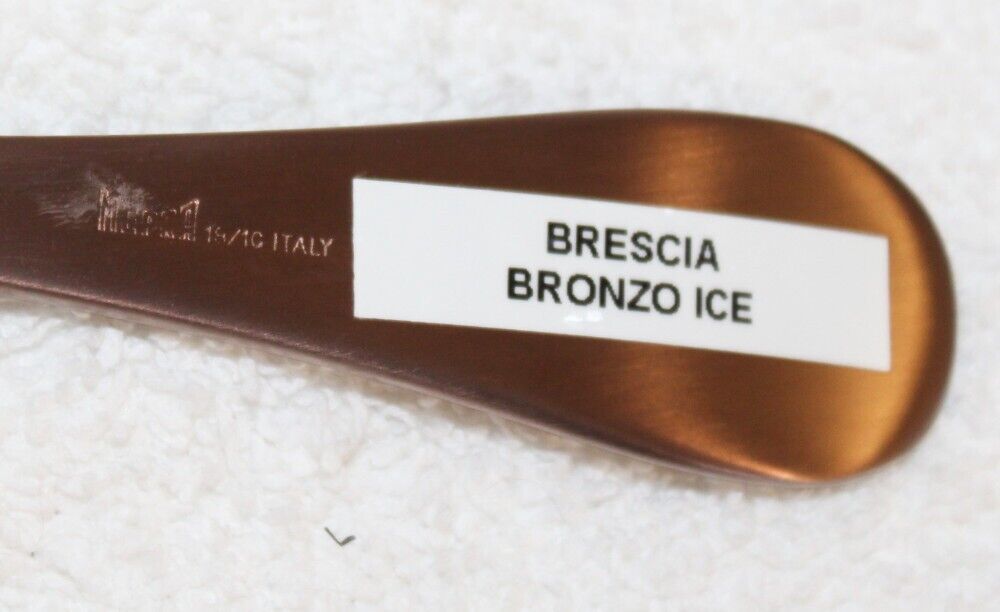 18/10 ITALY
BRESCIA
BRONZO ICE